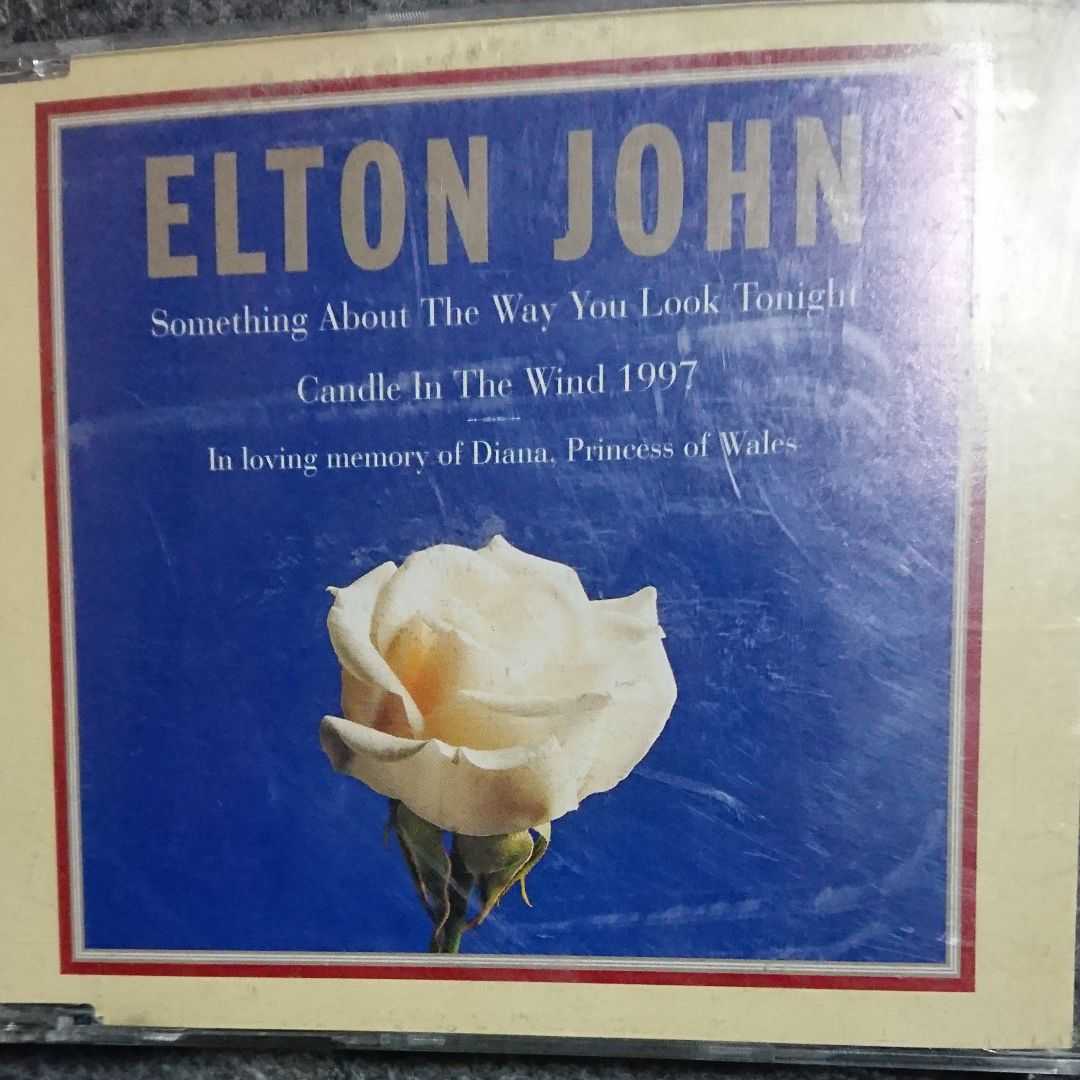 ELTON JOHN
Something About The Way You Look Tonight
Candle In The Wind 1997
In loving memory of Diana, Princess of Wales